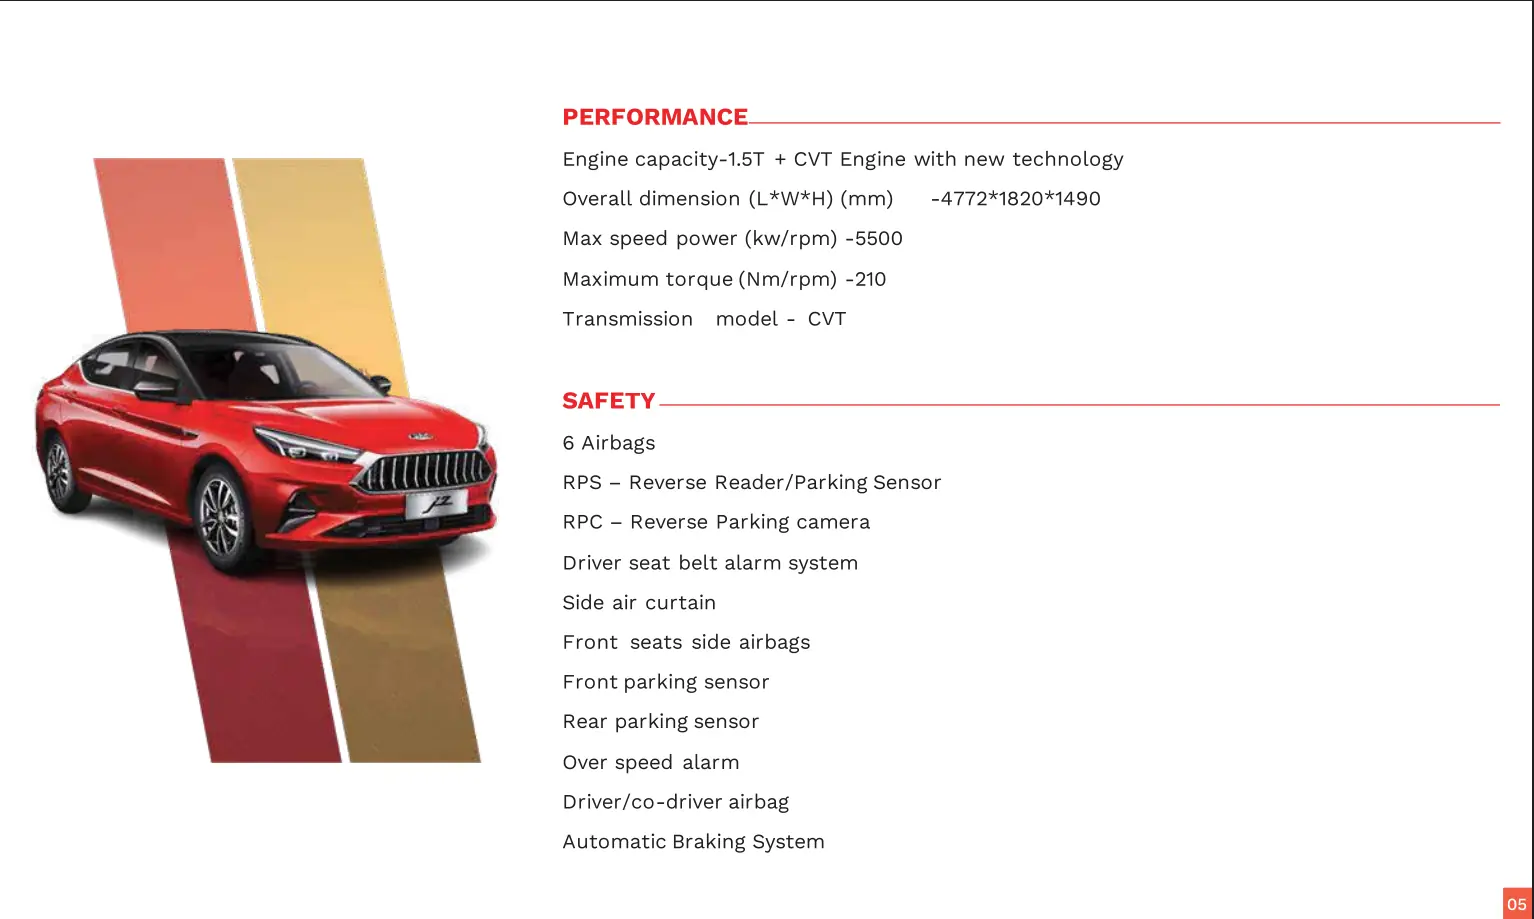 PERFORMANCE
Engine capacity-1.5T + CVT Engine with new technology
Overall dimension (L*W*H) (mm) -4772*1820*1490
Max speed power (kw/rpm) -5500
Maximum torque (Nm/rpm) -210
Transmission model - CVT
SAFETY
6 Airbags
RPS – Reverse Reader/Parking Sensor
RPC – Reverse Parking camera
Driver seat belt alarm system
Side air curtain
Front seats side airbags
Front parking sensor
Rear parking sensor
Over speed alarm
Driver/co-driver airbag
Automatic Braking System
05